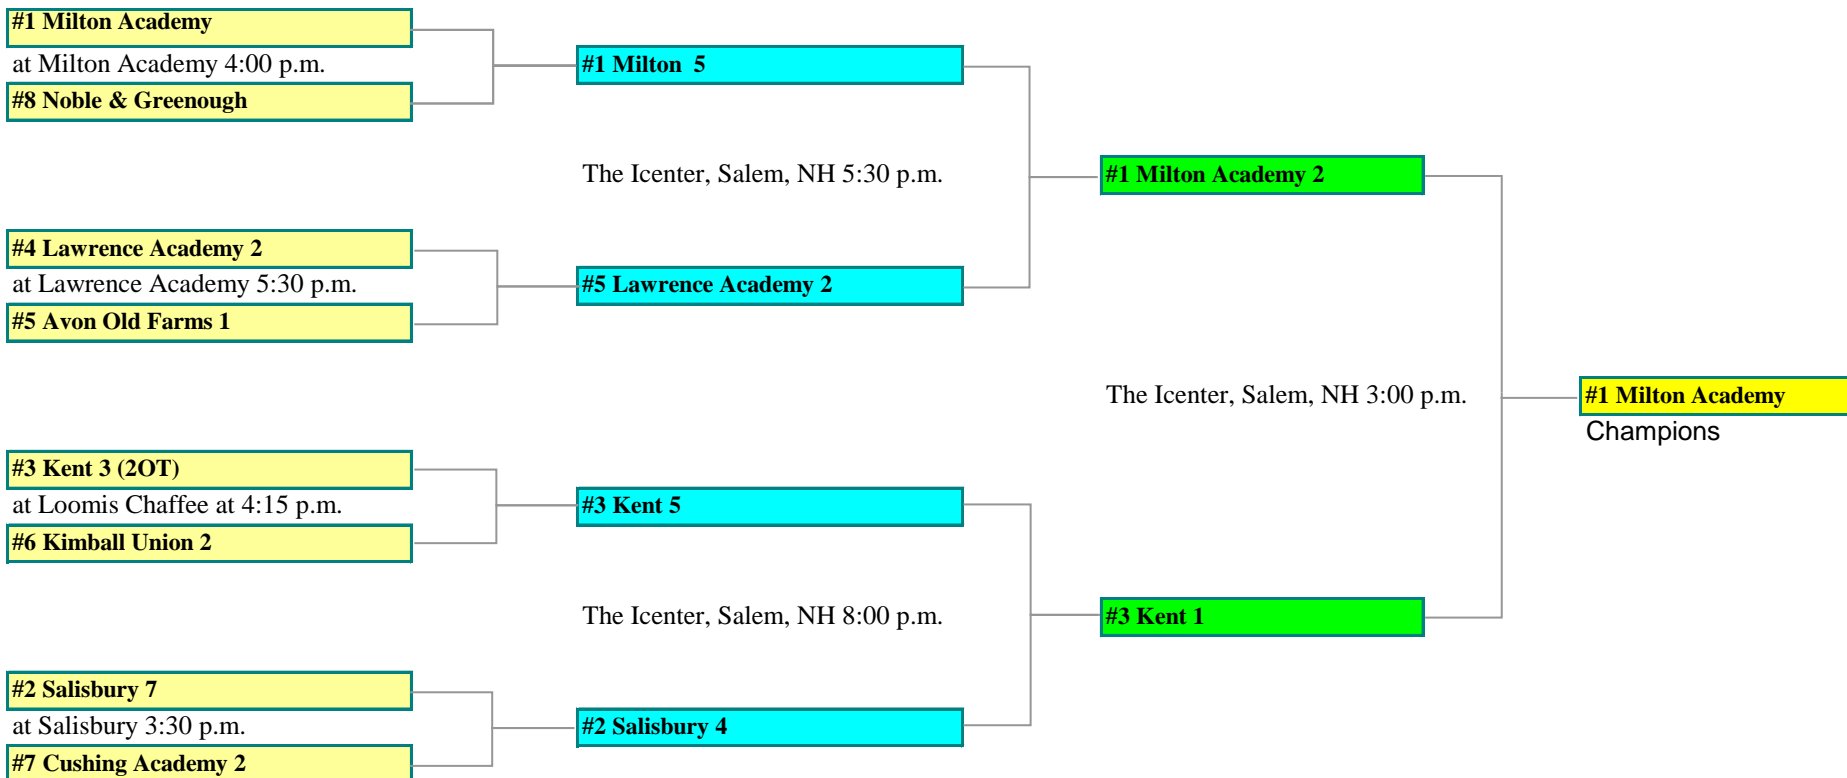 #1 Milton Academy
at Milton Academy 4:00 p.m.
#8 Noble & Greenough
#4 Lawrence Academy 2
at Lawrence Academy 5:30 p.m.
#5 Avon Old Farms 1
#3 Kent 3 (2OT)
at Loomis Chaffee at 4:15 p.m.
#6 Kimball Union 2
#2 Salisbury 7
at Salisbury 3:30 p.m.
#7 Cushing Academy 2
#1 Milton  5
The Icenter, Salem, NH 5:30 p.m.
#5 Lawrence Academy 2
#3 Kent 5
The Icenter, Salem, NH 8:00 p.m.
#2 Salisbury 4
#1 Milton Academy 2
The Icenter, Salem, NH 3:00 p.m.
#3 Kent 1
#1 Milton Academy
Champions